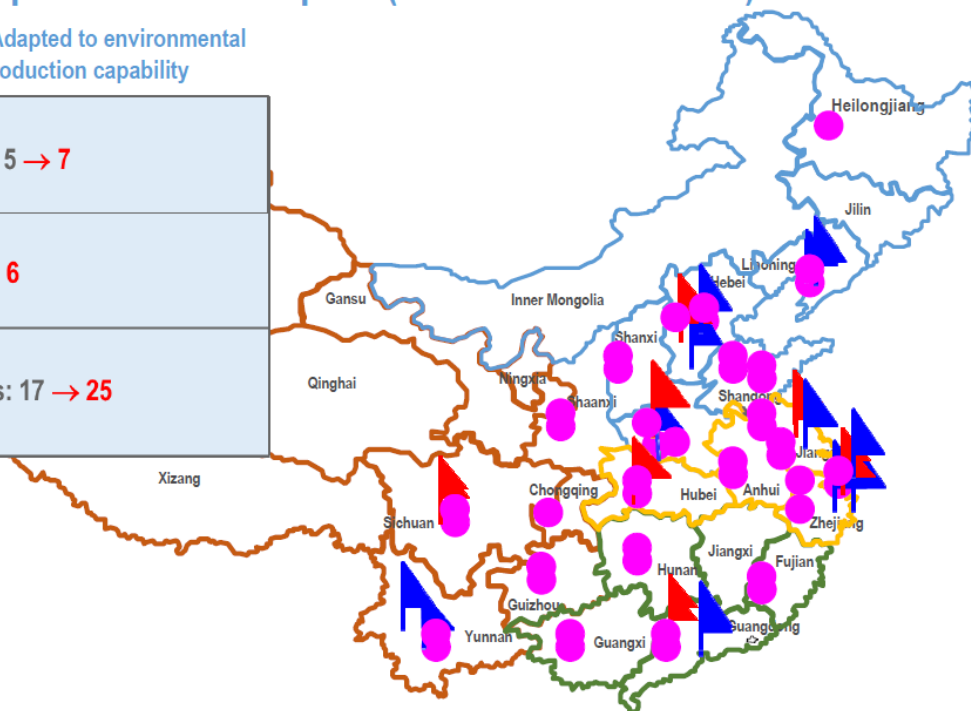 Adapted to environmental
oduction capability
5 → 7
6
s: 17 → 25
Heilongjiang
Jilin
Liaoning
Hebei
Inner Mongolia
Gansu
Shanxi
Ningxia
Qinghai
Shaanxi
Shandong
Jiang
Xizang
Chongqing
Hubei
Anhui
Sichuan
Zhejiang
Jiangxi
Fujian
Hunan
Guizhou
Yunnan
Guangxi
Guangdong